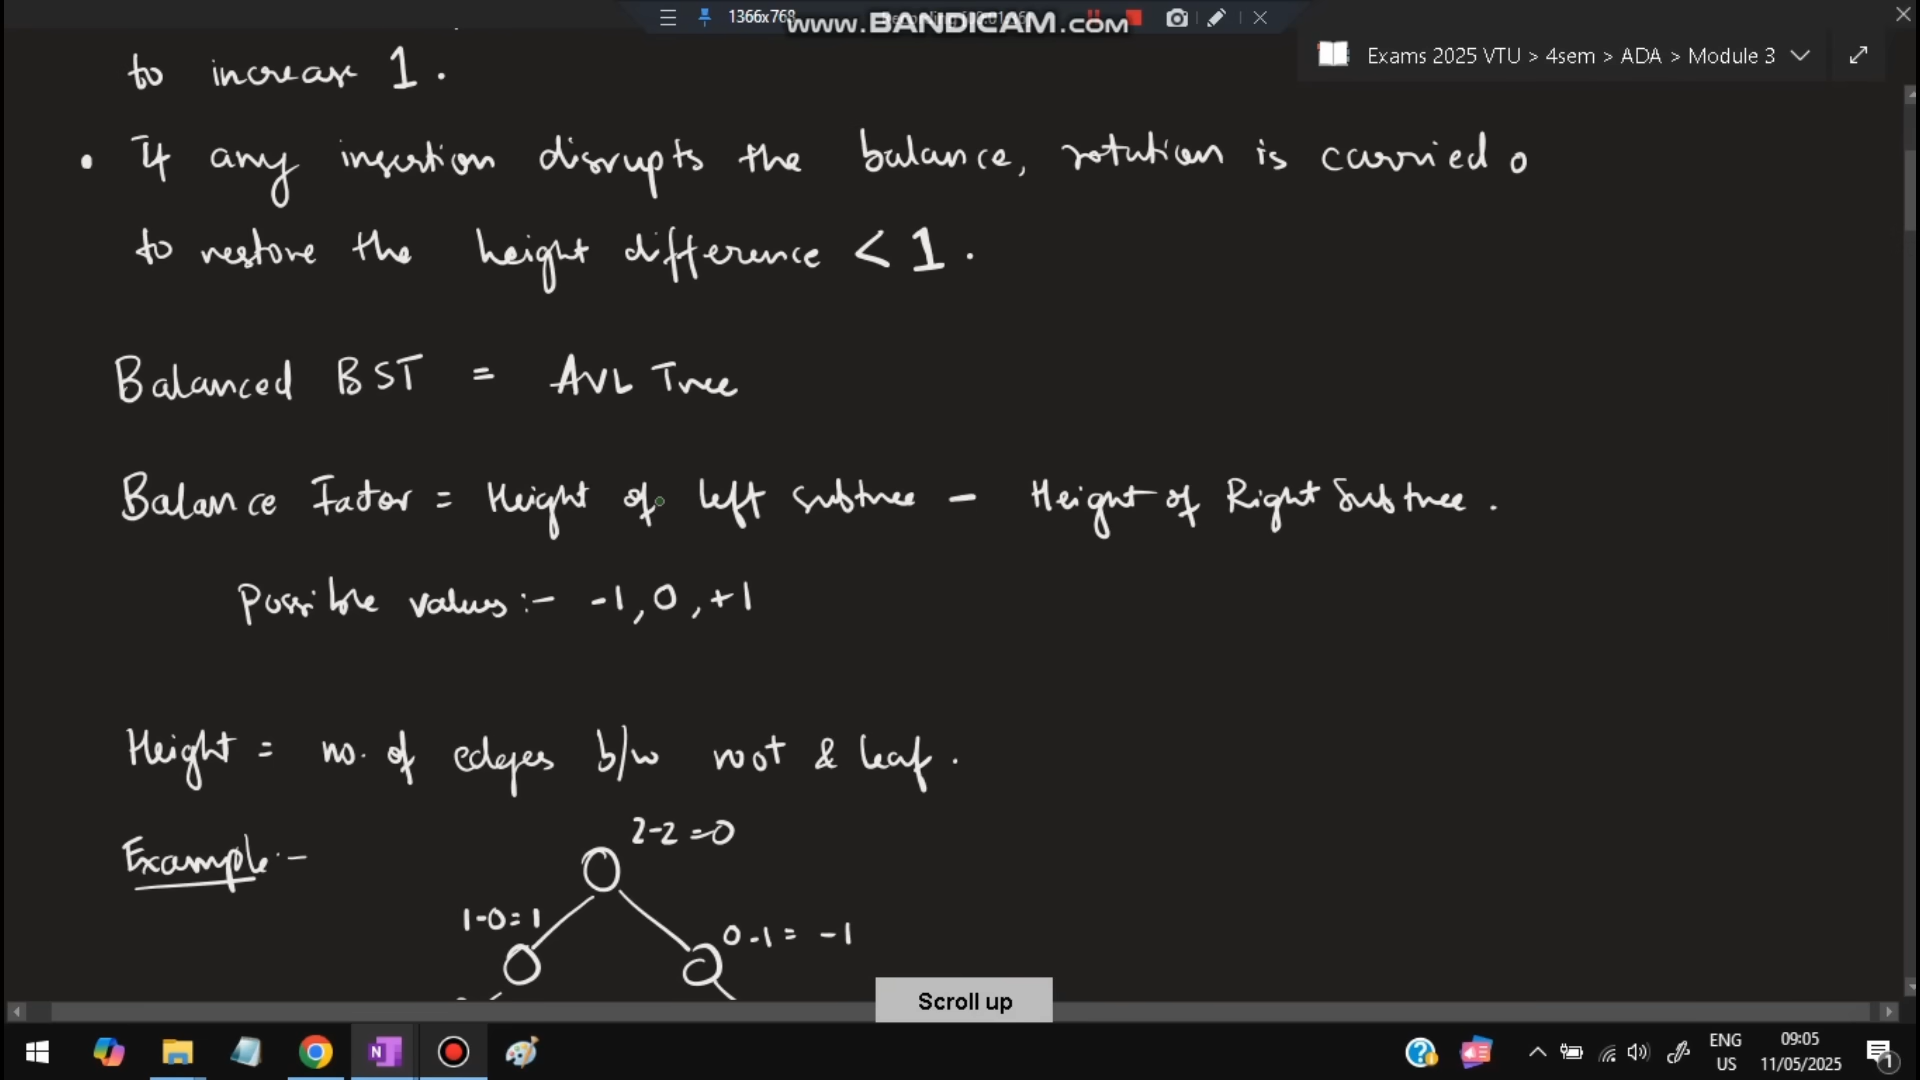 1366x768
www.BANDICAM.com
Exams 2025 VTU > 4sem > ADA > Module 3
to increase 1.
• If any insertion disrupts the balance, rotation is carried o
to restore the height difference < 1.
Balanced BST = AVL Tree
Balance Factor = Height of left subtree - Height of Right Subtree.
Possible values :- -1, 0, +1
Height = no. of edges b/w root & leaf.
Example :-
2-2=0
1-0=1
0-1= -1
Scroll up
ENG
US
09:05
11/05/2025
1